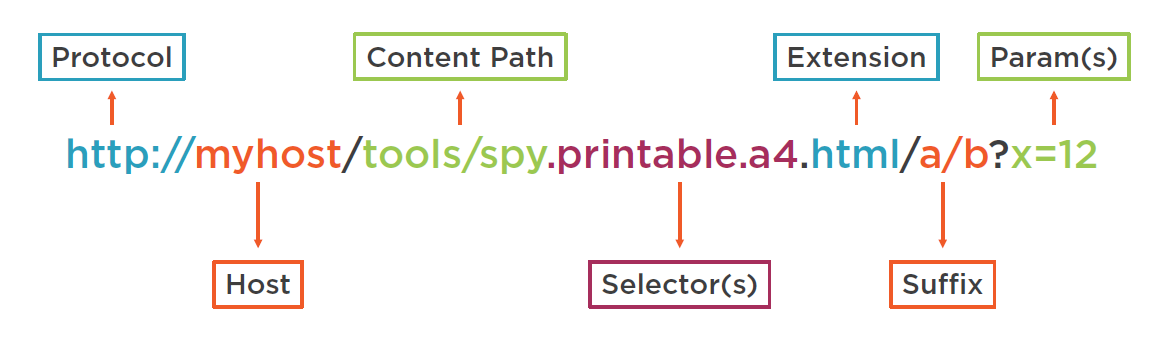 Protocol Content Path Extension Param(s)
http://myhost/tools/spy.printable.a4.html/a/b?x=12
Host Selector(s) Suffix